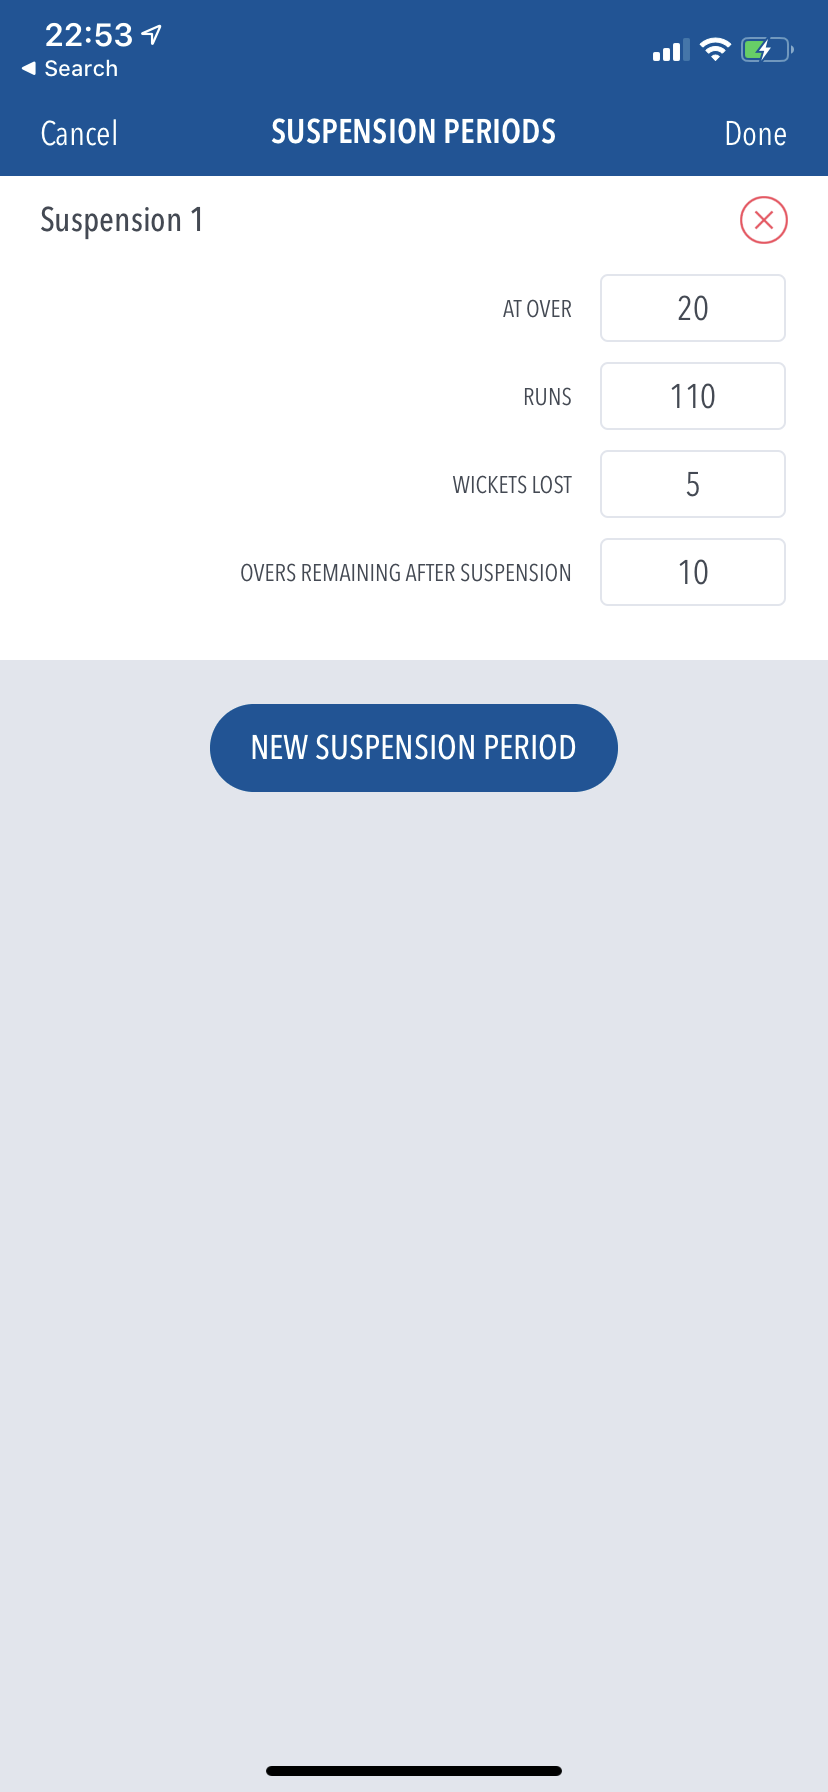 22:53
Search
Cancel SUSPENSION PERIODS Done
Suspension 1
AT OVER 20
RUNS 110
WICKETS LOST 5
OVERS REMAINING AFTER SUSPENSION 10
NEW SUSPENSION PERIOD